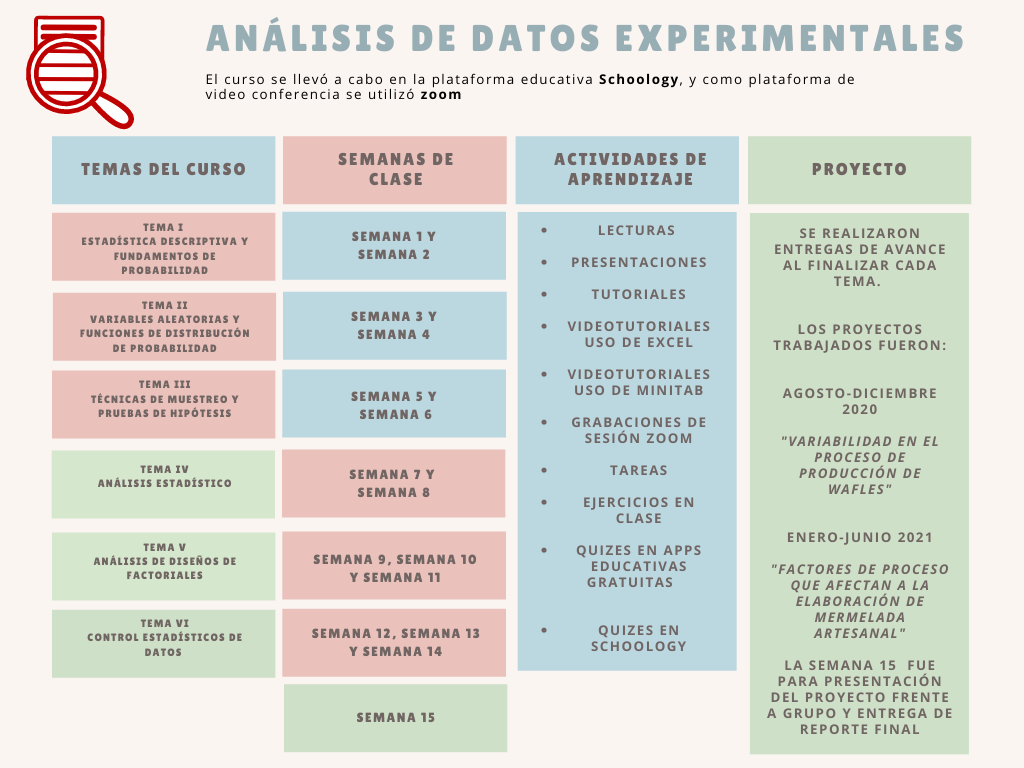 ANÁLISIS DE DATOS EXPERIMENTALES
El curso se llevó a cabo en la plataforma educativa Schoology, y como plataforma de
video conferencia se utilizó zoom
TEMAS DEL CURSO
TEMA I
ESTADÍSTICA DESCRIPTIVA Y
FUNDAMENTOS DE
PROBABILIDAD
TEMA II
VARIABLES ALEATORIAS Y
FUNCIONES DE DISTRIBUCIÓN
DE PROBABILIDAD
TEMA III
TÉCNICAS DE MUESTREO Y
PRUEBAS DE HIPÓTESIS
TEMA IV
ANÁLISIS ESTADÍSTICO
TEMA V
ANÁLISIS DE DISEÑOS DE
FACTORIALES
TEMA VI
CONTROL ESTADÍSTICOS DE
DATOS
SEMANAS DE
CLASE
SEMANA 1 Y
SEMANA 2
SEMANA 3 Y
SEMANA 4
SEMANA 5 Y
SEMANA 6
SEMANA 7 Y
SEMANA 8
SEMANA 9, SEMANA 10
Y SEMANA 11
SEMANA 12, SEMANA 13
Y SEMANA 14
SEMANA 15
ACTIVIDADES DE
APRENDIZAJE
• LECTURAS
• PRESENTACIONES
• TUTORIALES
• VIDEOTUTORIALES
USO DE EXCEL
• VIDEOTUTORIALES
USO DE MINITAB
• GRABACIONES DE
SESIÓN ZOOM
• TAREAS
• EJERCICIOS EN
CLASE
• QUIZES EN APPS
EDUCATIVAS
GRATUITAS
• QUIZES EN
SCHOOLOGY
PROYECTO
SE REALIZARON
ENTREGAS DE AVANCE
AL FINALIZAR CADA
TEMA.
LOS PROYECTOS
TRABAJADOS FUERON:
AGOSTO-DICIEMBRE
2020
"VARIABILIDAD EN EL
PROCESO DE
PRODUCCIÓN DE
WAFLES"
ENERO-JUNIO 2021
"FACTORES DE PROCESO
QUE AFECTAN A LA
ELABORACIÓN DE
MERMELADA
ARTESANAL"
LA SEMANA 15 FUE
PARA PRESENTACIÓN
DEL PROYECTO FRENTE
A GRUPO Y ENTREGA DE
REPORTE FINAL